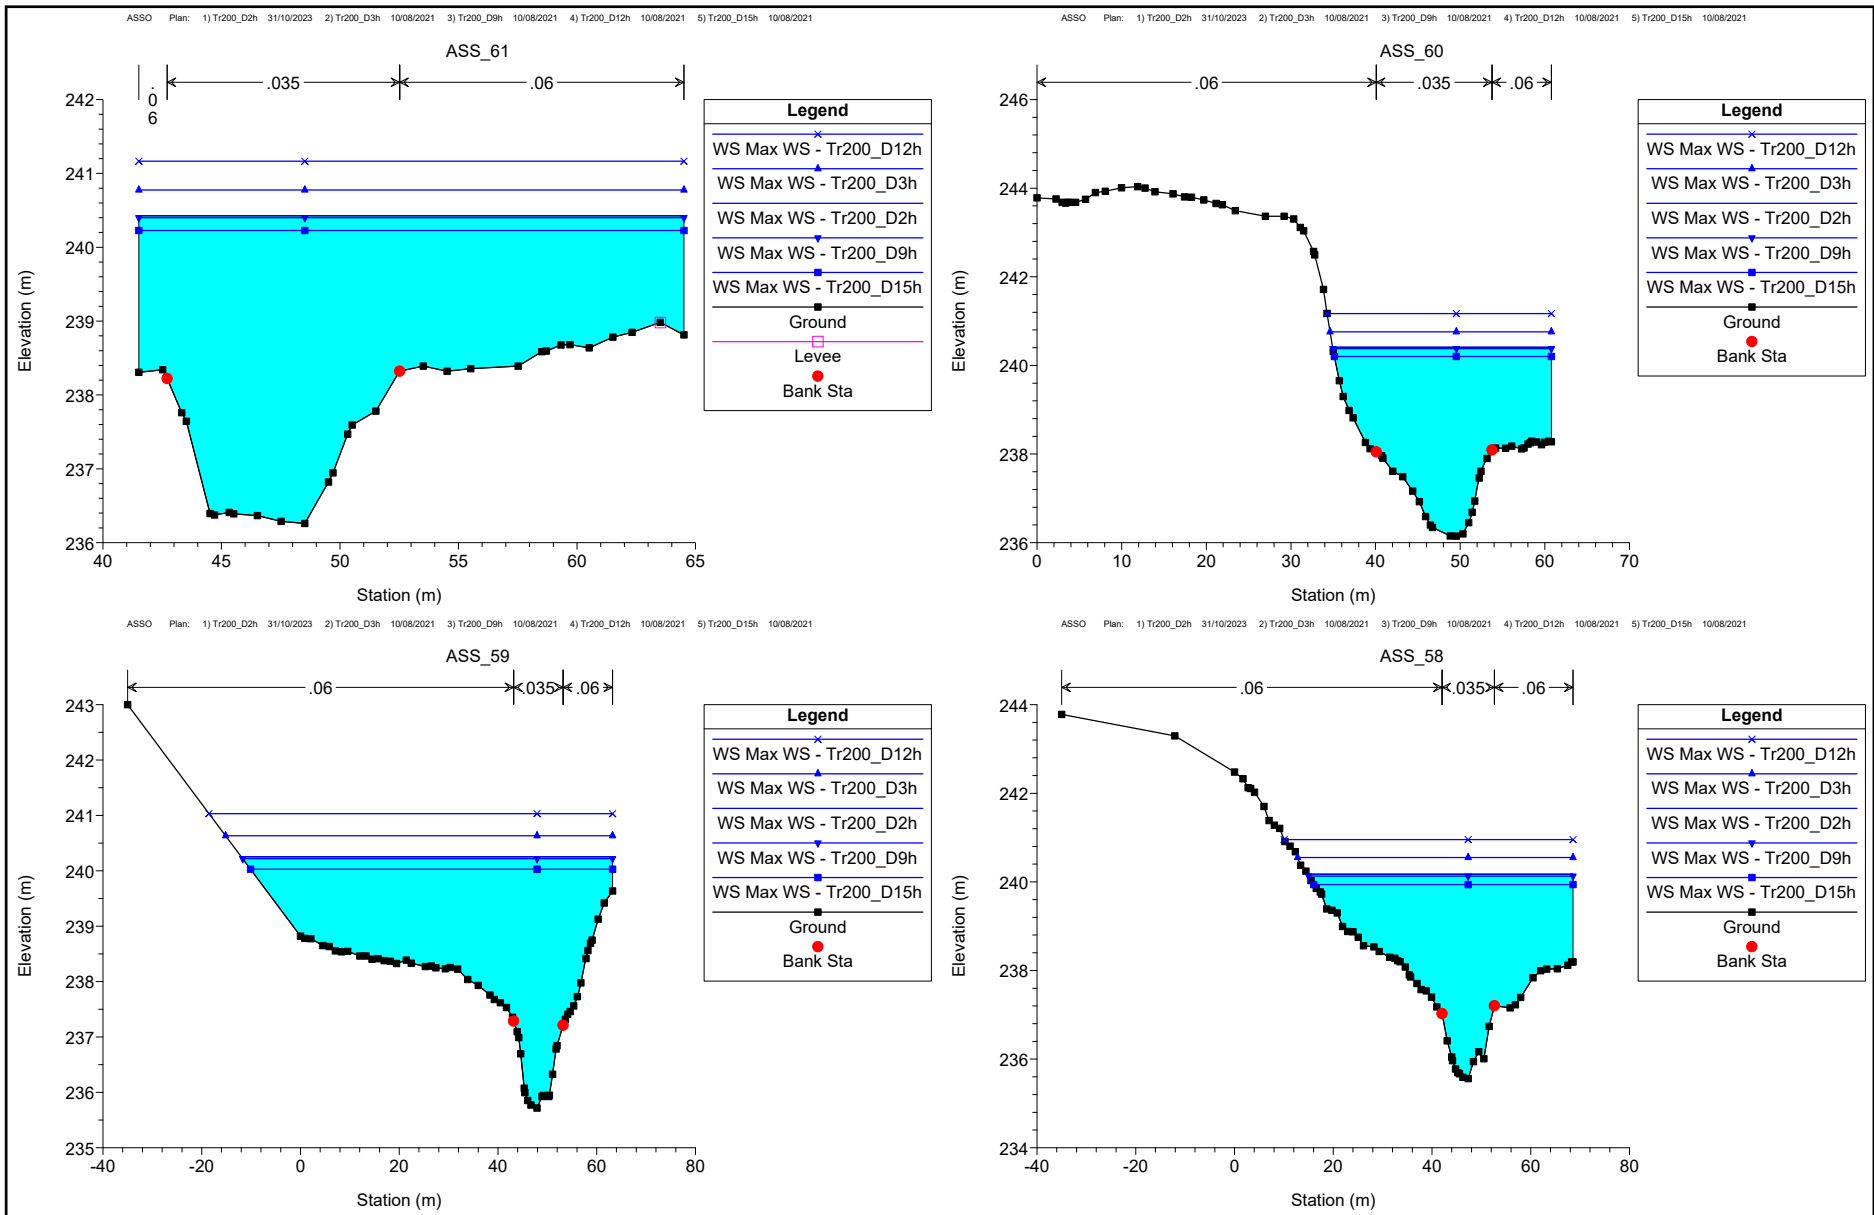 ASSO Plan: 1) Tr200_D2h 31/10/2023 2) Tr200_D3h 10/08/2021 3) Tr200_D9h 10/08/2021 4) Tr200_D12h 10/08/2021 5) Tr200_D15h 10/08/2021
ASS_61
.06
.035
.06
242
241
240
239
238
237
236
Elevation (m)
40 45 50 55 60 65
Station (m)
Legend
WS Max WS - Tr200_D12h
WS Max WS - Tr200_D3h
WS Max WS - Tr200_D2h
WS Max WS - Tr200_D9h
WS Max WS - Tr200_D15h
Ground
Levee
Bank Sta
ASSO Plan: 1) Tr200_D2h 31/10/2023 2) Tr200_D3h 10/08/2021 3) Tr200_D9h 10/08/2021 4) Tr200_D12h 10/08/2021 5) Tr200_D15h 10/08/2021
ASS_60
.06
.035
.06
246
244
242
240
238
236
Elevation (m)
0 10 20 30 40 50 60 70
Station (m)
Legend
WS Max WS - Tr200_D12h
WS Max WS - Tr200_D3h
WS Max WS - Tr200_D2h
WS Max WS - Tr200_D9h
WS Max WS - Tr200_D15h
Ground
Bank Sta
ASSO Plan: 1) Tr200_D2h 31/10/2023 2) Tr200_D3h 10/08/2021 3) Tr200_D9h 10/08/2021 4) Tr200_D12h 10/08/2021 5) Tr200_D15h 10/08/2021
ASS_59
.06
.035
.06
243
242
241
240
239
238
237
236
235
Elevation (m)
-40 -20 0 20 40 60 80
Station (m)
Legend
WS Max WS - Tr200_D12h
WS Max WS - Tr200_D3h
WS Max WS - Tr200_D2h
WS Max WS - Tr200_D9h
WS Max WS - Tr200_D15h
Ground
Bank Sta
ASSO Plan: 1) Tr200_D2h 31/10/2023 2) Tr200_D3h 10/08/2021 3) Tr200_D9h 10/08/2021 4) Tr200_D12h 10/08/2021 5) Tr200_D15h 10/08/2021
ASS_58
.06
.035
.06
244
242
240
238
236
234
Elevation (m)
-40 -20 0 20 40 60 80
Station (m)
Legend
WS Max WS - Tr200_D12h
WS Max WS - Tr200_D3h
WS Max WS - Tr200_D2h
WS Max WS - Tr200_D9h
WS Max WS - Tr200_D15h
Ground
Bank Sta